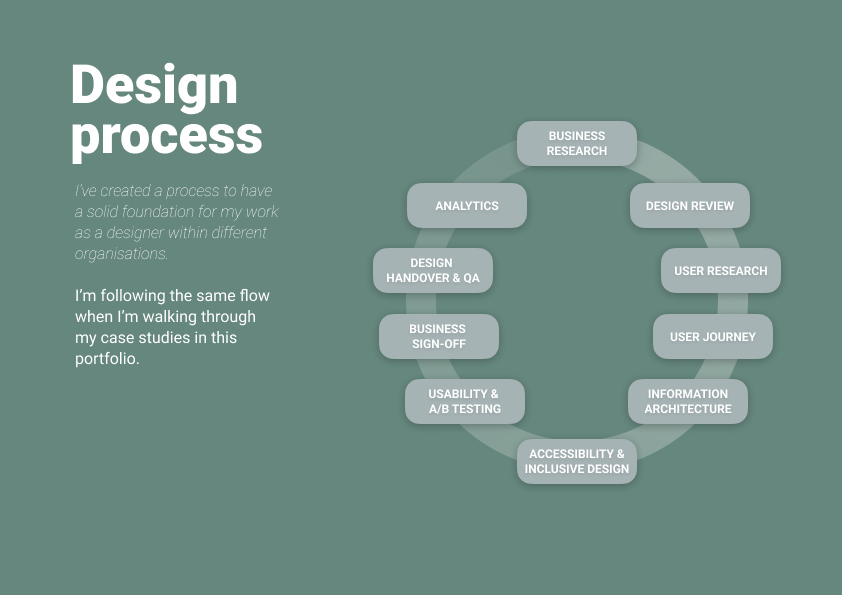 Design
process
I've created a process to have
a solid foundation for my work
as a designer within different
organisations.
I'm following the same flow
when I'm walking through
my case studies in this
portfolio.
BUSINESS
RESEARCH
DESIGN REVIEW
USER RESEARCH
USER JOURNEY
INFORMATION
ARCHITECTURE
ACCESSIBILITY &
INCLUSIVE DESIGN
USABILITY &
A/B TESTING
BUSINESS
SIGN-OFF
DESIGN
HANDOVER & QA
ANALYTICS